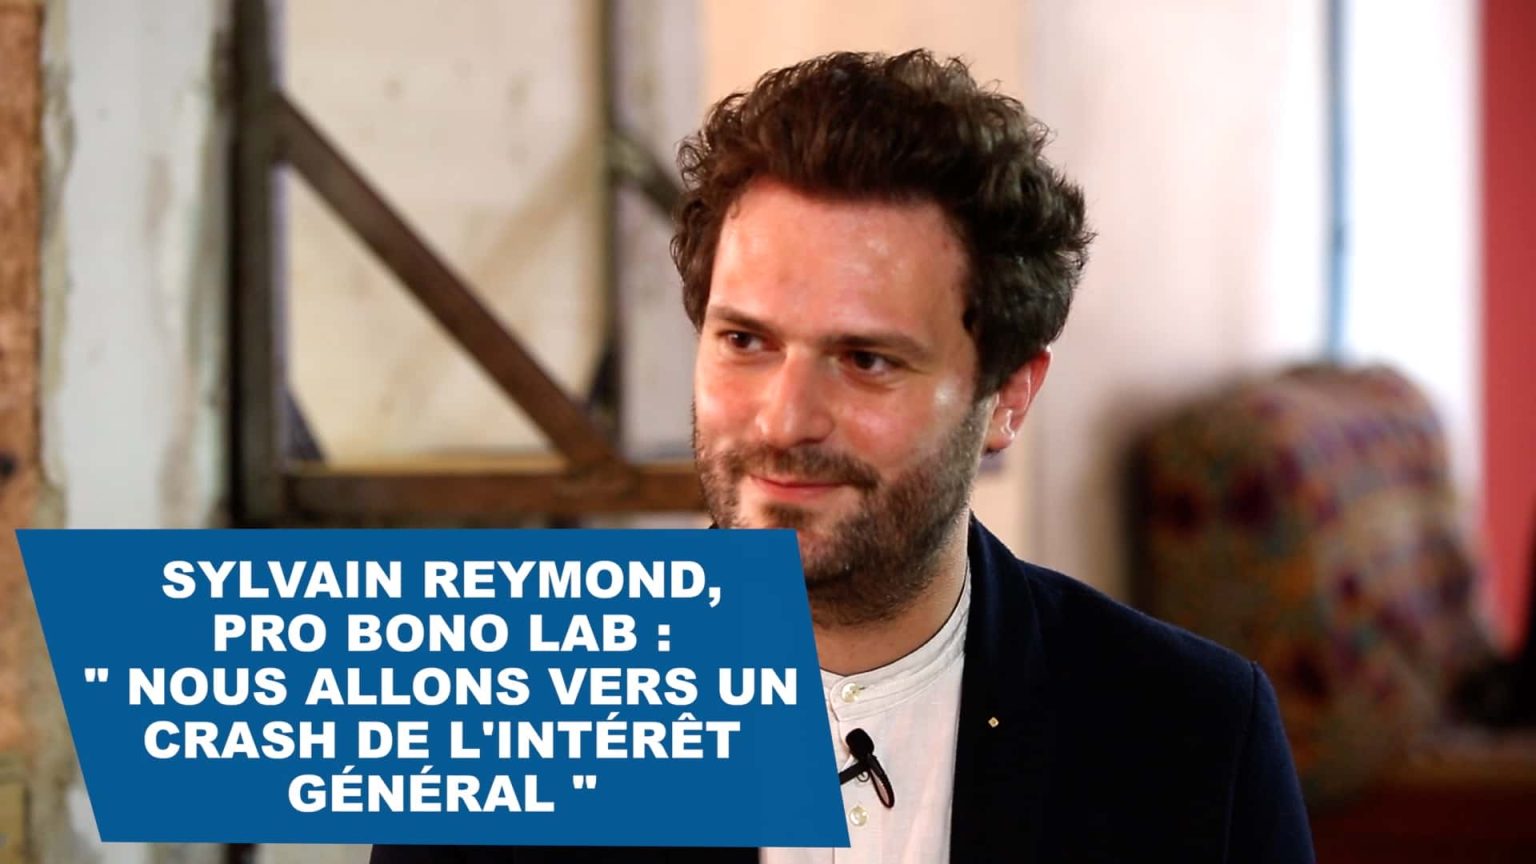 SYLVAIN REYMOND,
PRO BONO LAB :
" NOUS ALLONS VERS UN
CRASH DE L'INTÉRÊT
GÉNÉRAL "